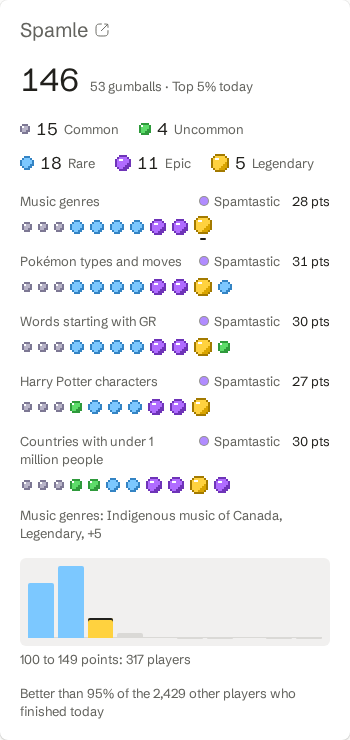 Spamle
146 53 gumballs · Top 5% today
15 Common 4 Uncommon
18 Rare 11 Epic 5 Legendary
Music genres Spamtastic 28 pts
Pokémon types and moves Spamtastic 31 pts
Words starting with GR Spamtastic 30 pts
Harry Potter characters Spamtastic 27 pts
Countries with under 1 Spamtastic 30 pts
million people
Music genres: Indigenous music of Canada,
Legendary, +5
100 to 149 points: 317 players
Better than 95% of the 2,429 other players who
finished today